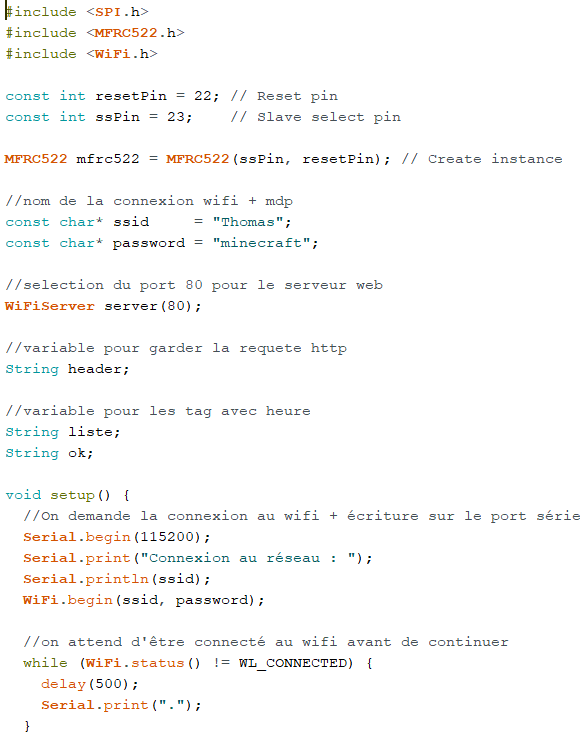 #include <SPI.h>
#include <MFRC522.h>
#include <WiFi.h>

const int resetPin = 22; // Reset pin
const int ssPin = 23;    // Slave select pin

MFRC522 mfrc522 = MFRC522(ssPin, resetPin); // Create instance

//nom de la connexion wifi + mdp
const char* ssid     = "Thomas";
const char* password = "minecraft";

//selection du port 80 pour le serveur web
WiFiServer server(80);

//variable pour garder la requete http
String header;

//variable pour les tag avec heure
String liste;
String ok;

void setup() {
  //On demande la connexion au wifi + écriture sur le port série
  Serial.begin(115200);
  Serial.print("Connexion au réseau : ");
  Serial.println(ssid);
  WiFi.begin(ssid, password);

  //on attend d'être connecté au wifi avant de continuer
  while (WiFi.status() != WL_CONNECTED) {
    delay(500);
    Serial.print(".");
  }